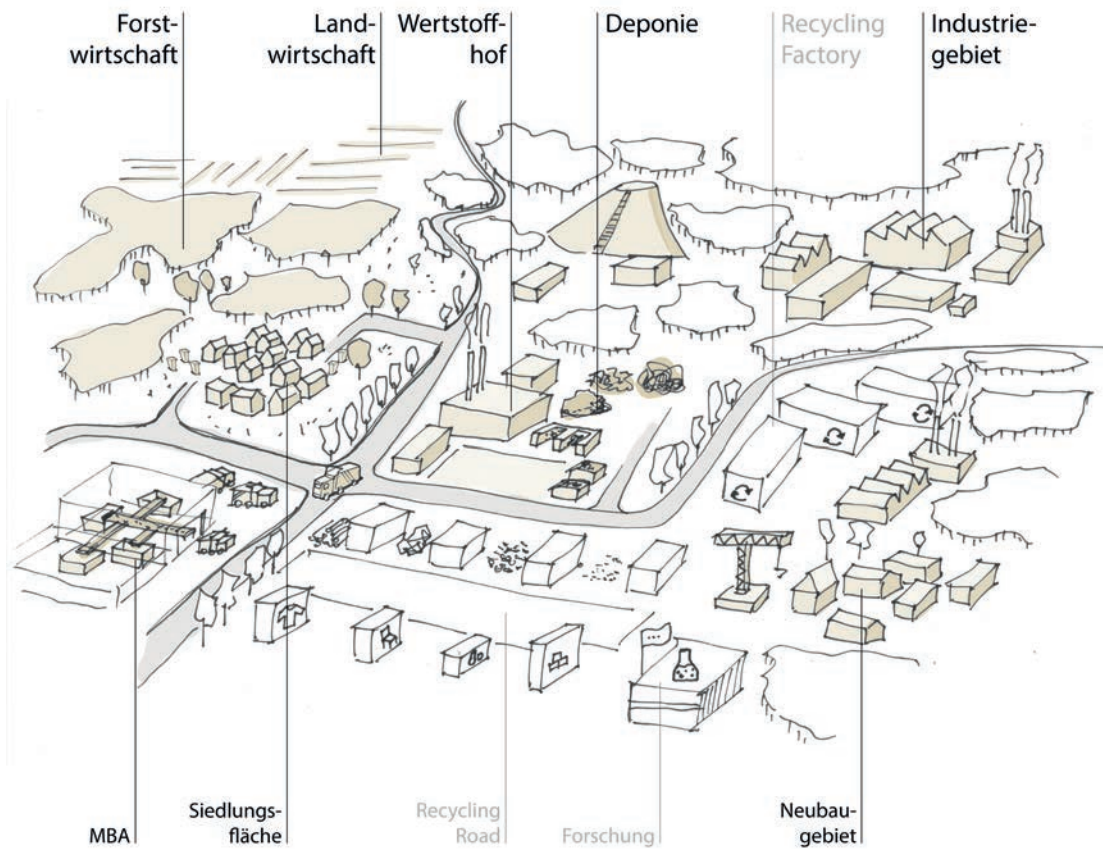 Forst-
wirtschaft
Land-
wirtschaft
Wertstoff-
hof
Deponie
Recycling
Factory
Industrie-
gebiet
MBA
Siedlungs-
fläche
Recycling
Road
Forschung
Neubau-
gebiet